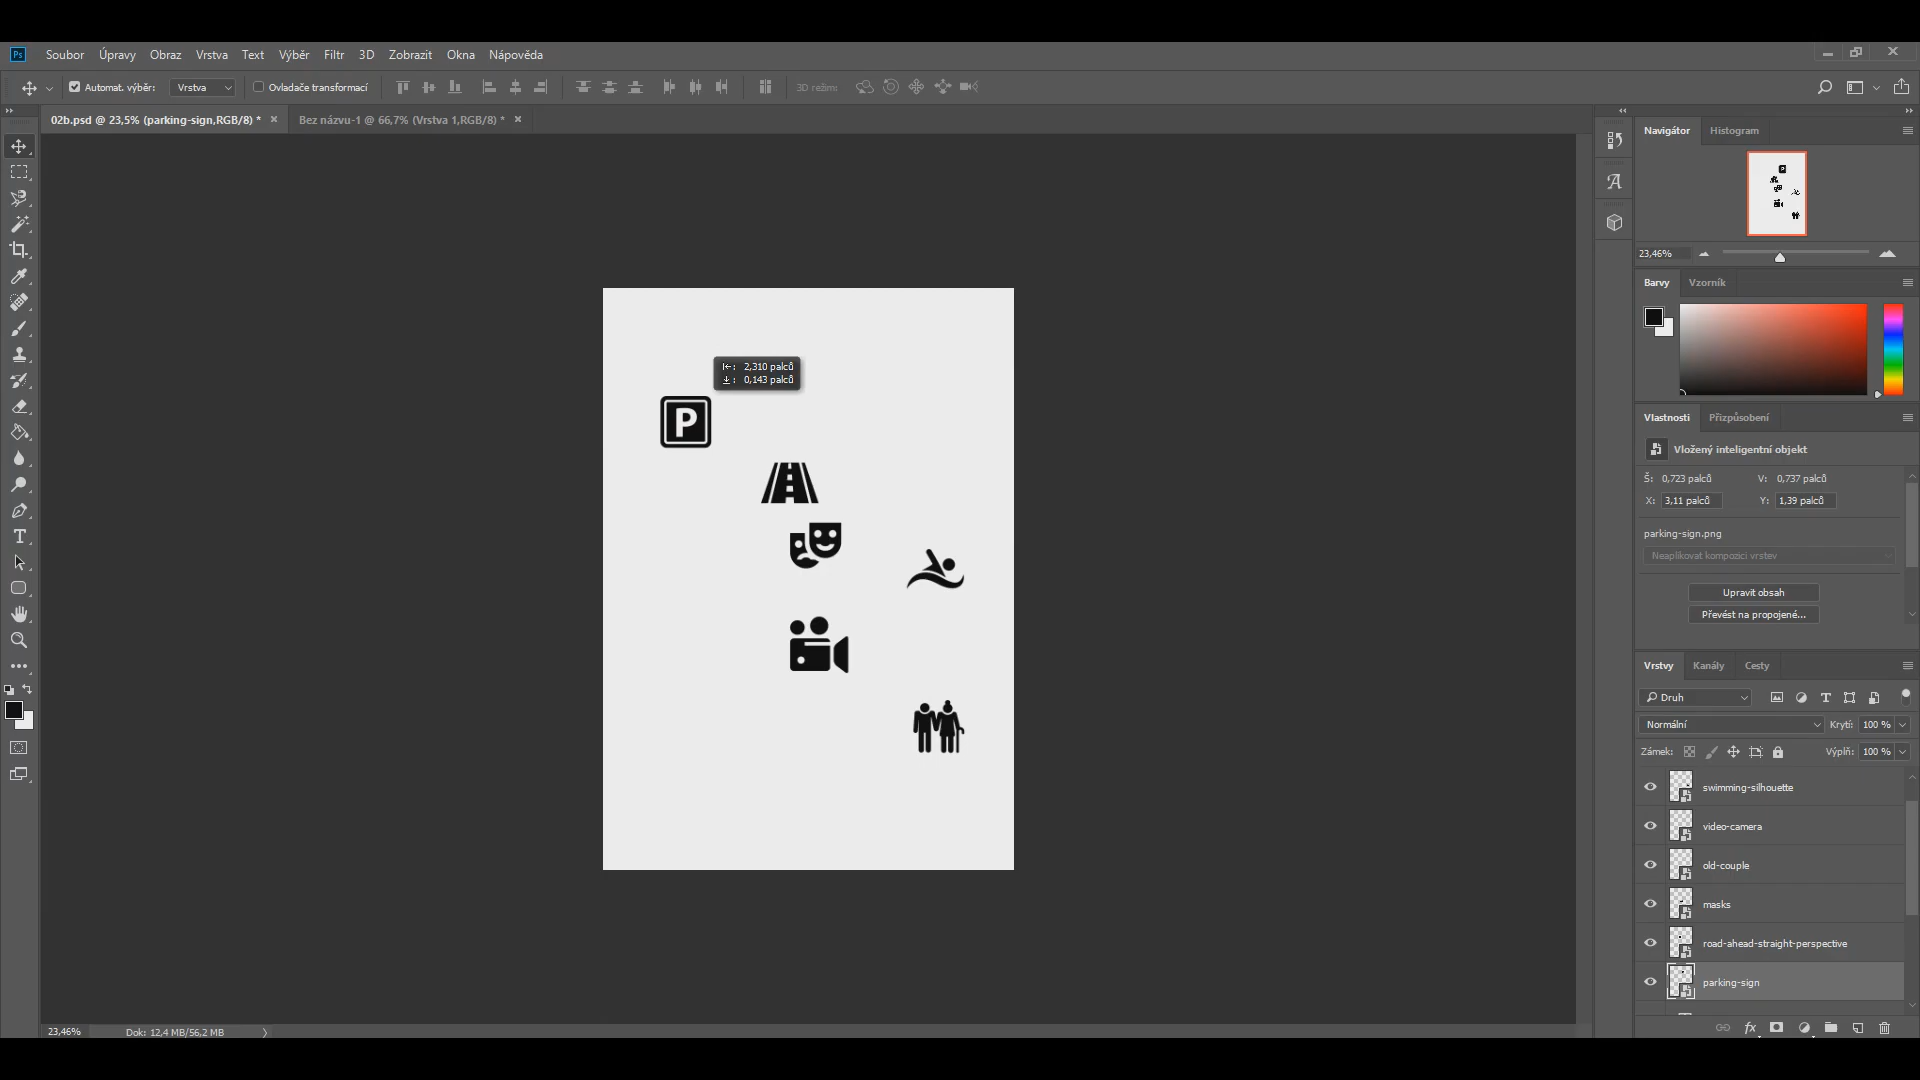 Ps Soubor Úpravy Obraz Vrstva Text Výběr Filtr 3D Zobrazit Okna Nápověda
Automat. výběr: Vrstva Ovladače transformací 3D režim:
02b.psd @ 23,5% (parking-sign,RGB/8) * Bez názvu-1 @ 66,7% (Vrstva 1,RGB/8) *
Navigátor Histogram
23,46%
Barvy Vzorník
2,310 palců
0,143 palců
P
Vlastnosti Přizpůsobení
Vložený inteligentní objekt
Š: 0,723 palců V: 0,737 palců
X: 3,11 palců Y: 1,39 palců
parking-sign.png
Neaplikovat kompozici vrstev
Upravit obsah
Převést na propojené...
Vrstvy Kanály Cesty
Druh
Normální Krytí: 100 %
Zámek: Výplň: 100 %
swimming-silhouette
video-camera
old-couple
masks
road-ahead-straight-perspective
parking-sign
23,46% Dok: 12,4 MB/56,2 MB